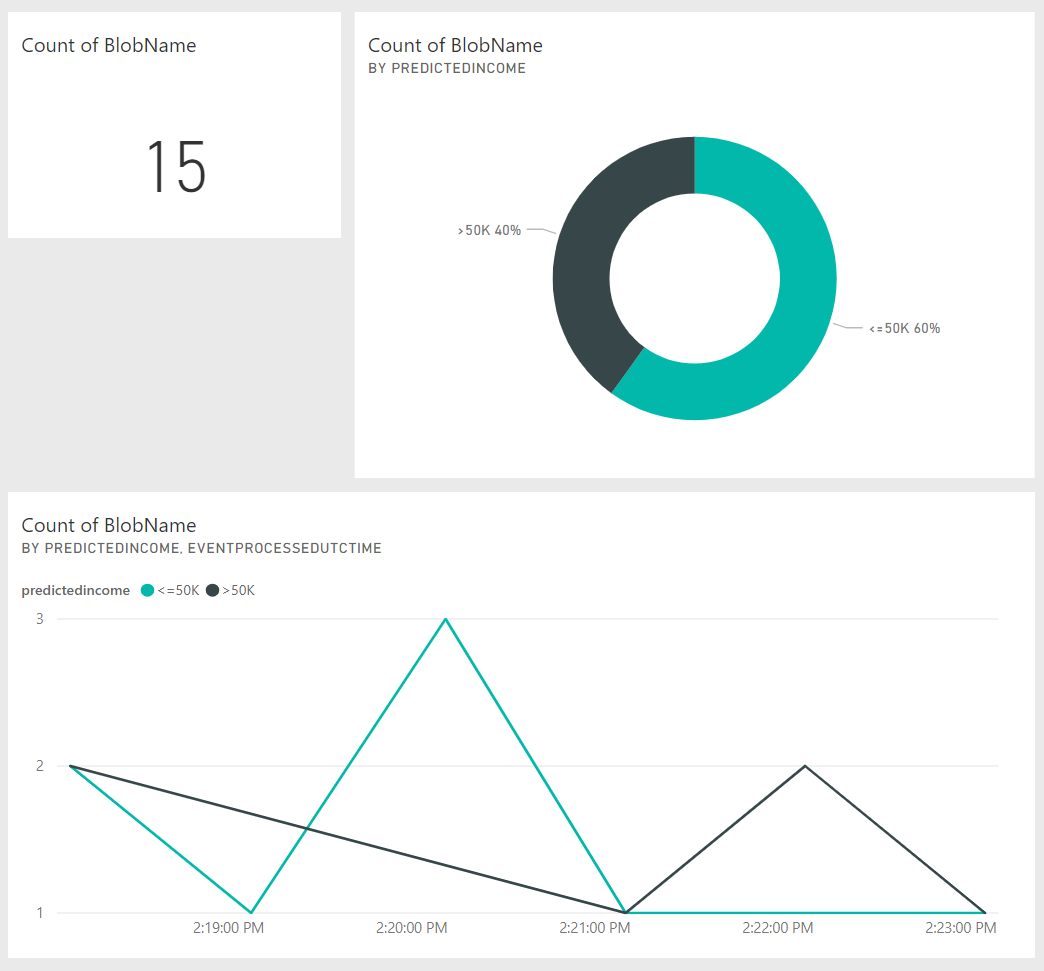 Count of BlobName
15
Count of BlobName
BY PREDICTEDINCOME
>50K 40%
<=50K 60%
Count of BlobName
BY PREDICTEDINCOME, EVENTPROCESSEDUTCTIME
predictedincome <=50K >50K
3
2
1
2:19:00 PM 2:20:00 PM 2:21:00 PM 2:22:00 PM 2:23:00 PM